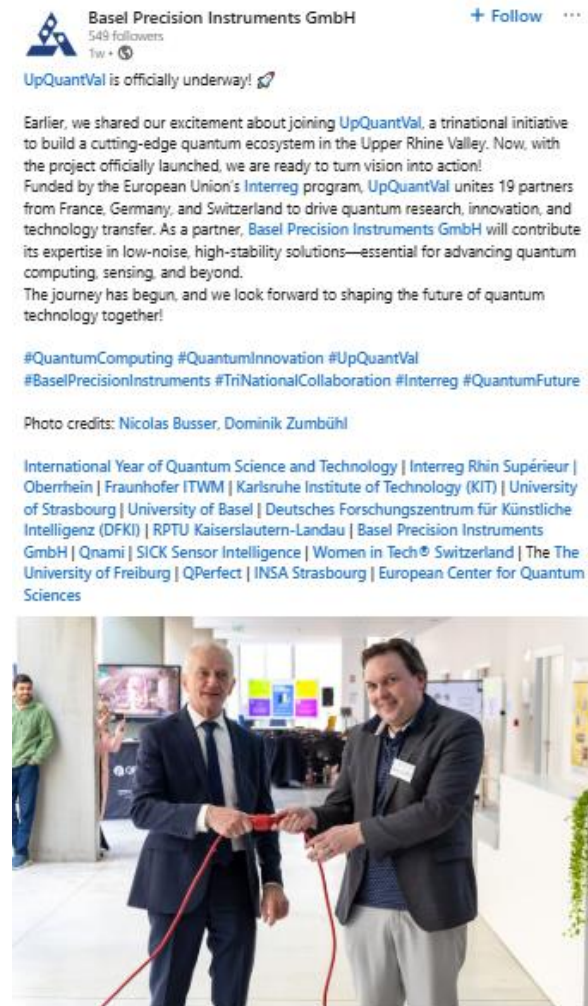 Basel Precision Instruments GmbH
+ Follow ...
549 followers
1w •
UpQuantVal is officially underway! 🚀
Earlier, we shared our excitement about joining UpQuantVal, a trinational initiative
to build a cutting-edge quantum ecosystem in the Upper Rhine Valley. Now, with
the project officially launched, we are ready to turn vision into action!
Funded by the European Union's Interreg program, UpQuantVal unites 19 partners
from France, Germany, and Switzerland to drive quantum research, innovation, and
technology transfer. As a partner, Basel Precision Instruments GmbH will contribute
its expertise in low-noise, high-stability solutions—essential for advancing quantum
computing, sensing, and beyond.
The journey has begun, and we look forward to shaping the future of quantum
technology together!
#QuantumComputing #QuantumInnovation #UpQuantVal
#BaselPrecisionInstruments #TriNationalCollaboration #Interreg #QuantumFuture
Photo credits: Nicolas Busser, Dominik Zumbühl
International Year of Quantum Science and Technology | Interreg Rhin Supérieur |
Oberrhein | Fraunhofer ITWM | Karlsruhe Institute of Technology (KIT) | University
of Strasbourg | University of Basel | Deutsches Forschungszentrum für Künstliche
Intelligenz (DFKI) | RPTU Kaiserslautern-Landau | Basel Precision Instruments
GmbH | Qnami | SICK Sensor Intelligence | Women in Tech® Switzerland | The The
University of Freiburg | QPerfect | INSA Strasbourg | European Center for Quantum
Sciences